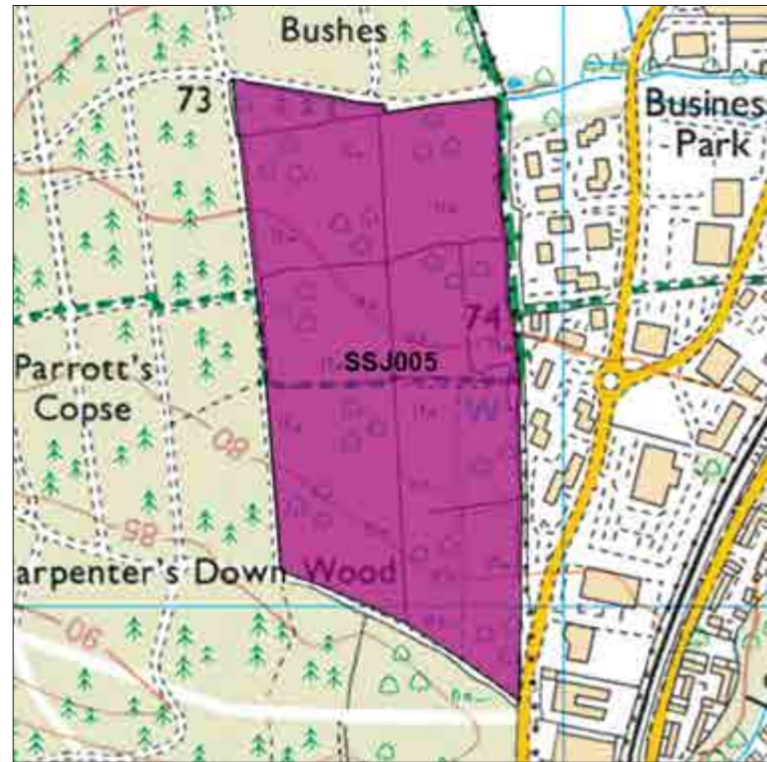 Bushes
73
Busines
Park
74
SSJ005
Parrott's
Copse
W
80
85
arpenter's Down Wood
90